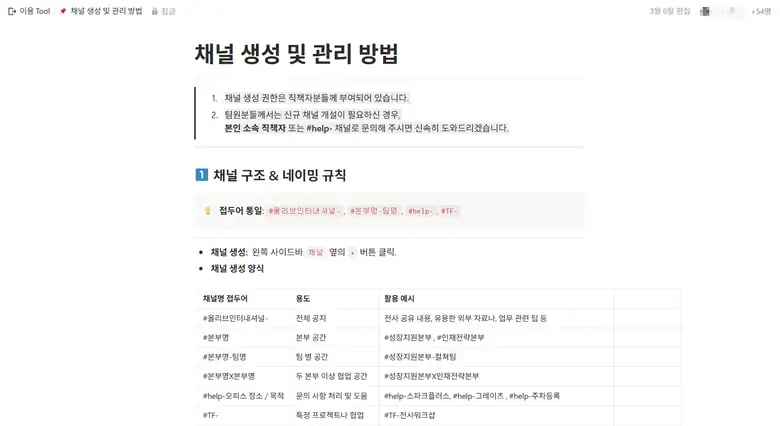 이용 Tool 채널 생성 및 관리 방법 잠금 3월 6일 편집 +54명
채널 생성 및 관리 방법
1. 채널 생성 권한은 직책자분들께 부여되어 있습니다.
2. 팀원분들께서는 신규 채널 개설이 필요하신 경우,
본인 소속 직책자 또는 #help- 채널로 문의해 주시면 신속히 도와드리겠습니다.
1 채널 구조 & 네이밍 규칙
접두어 통일: #올리브인터내셔널-, #본부명-팀명, #help-, #TF-
• 채널 생성: 왼쪽 사이드바 채널 옆의 + 버튼 클릭.
• 채널 생성 양식
채널명 접두어 용도 활용 예시
#올리브인터내셔널- 전체 공지 전사 공유 내용, 유용한 외부 자료나, 업무 관련 팁 등
#본부명 본부 공간 #성장지원본부 , #인재전략본부
#본부명-팀명 팀 별 공간 #성장지원본부-컬쳐팀
#본부명X본부명 두 본부 이상 협업 공간 #성장지원본부X인재전략본부
#help-오피스 장소 / 목적 문의 사항 처리 및 도움 #help-스파크플러스, #help-그레이츠 , #help-주차등록
#TF- 특정 프로젝트나 협업 #TF-전사워크샵